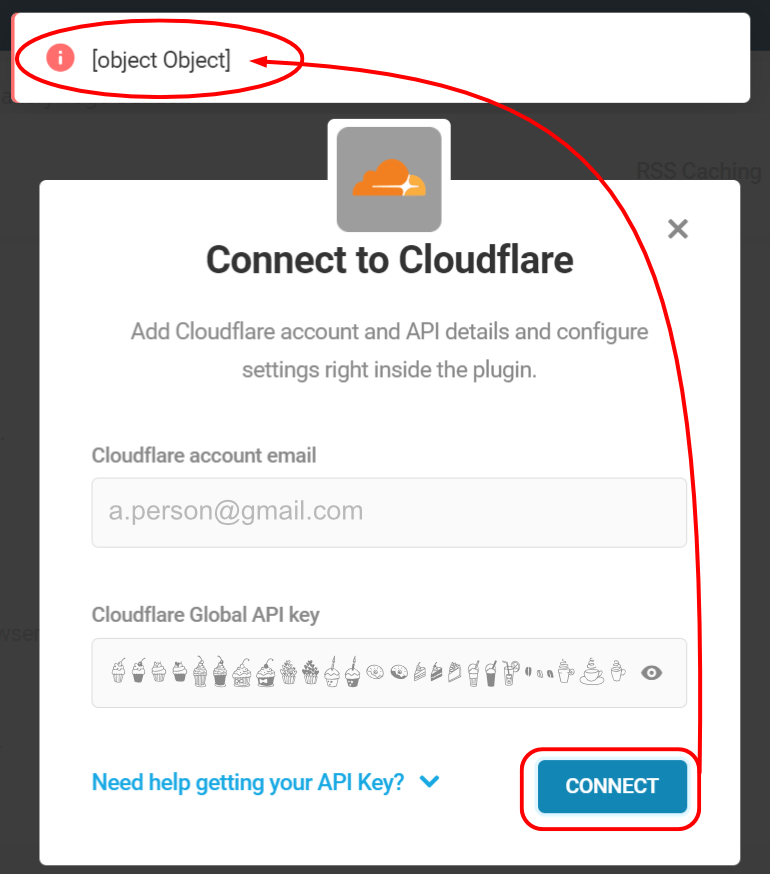 [object Object]
RSS Caching
Connect to Cloudflare
Add Cloudflare account and API details and configure
settings right inside the plugin.
Cloudflare account email
a.person@gmail.com
Cloudflare Global API key
Need help getting your API Key?
CONNECT